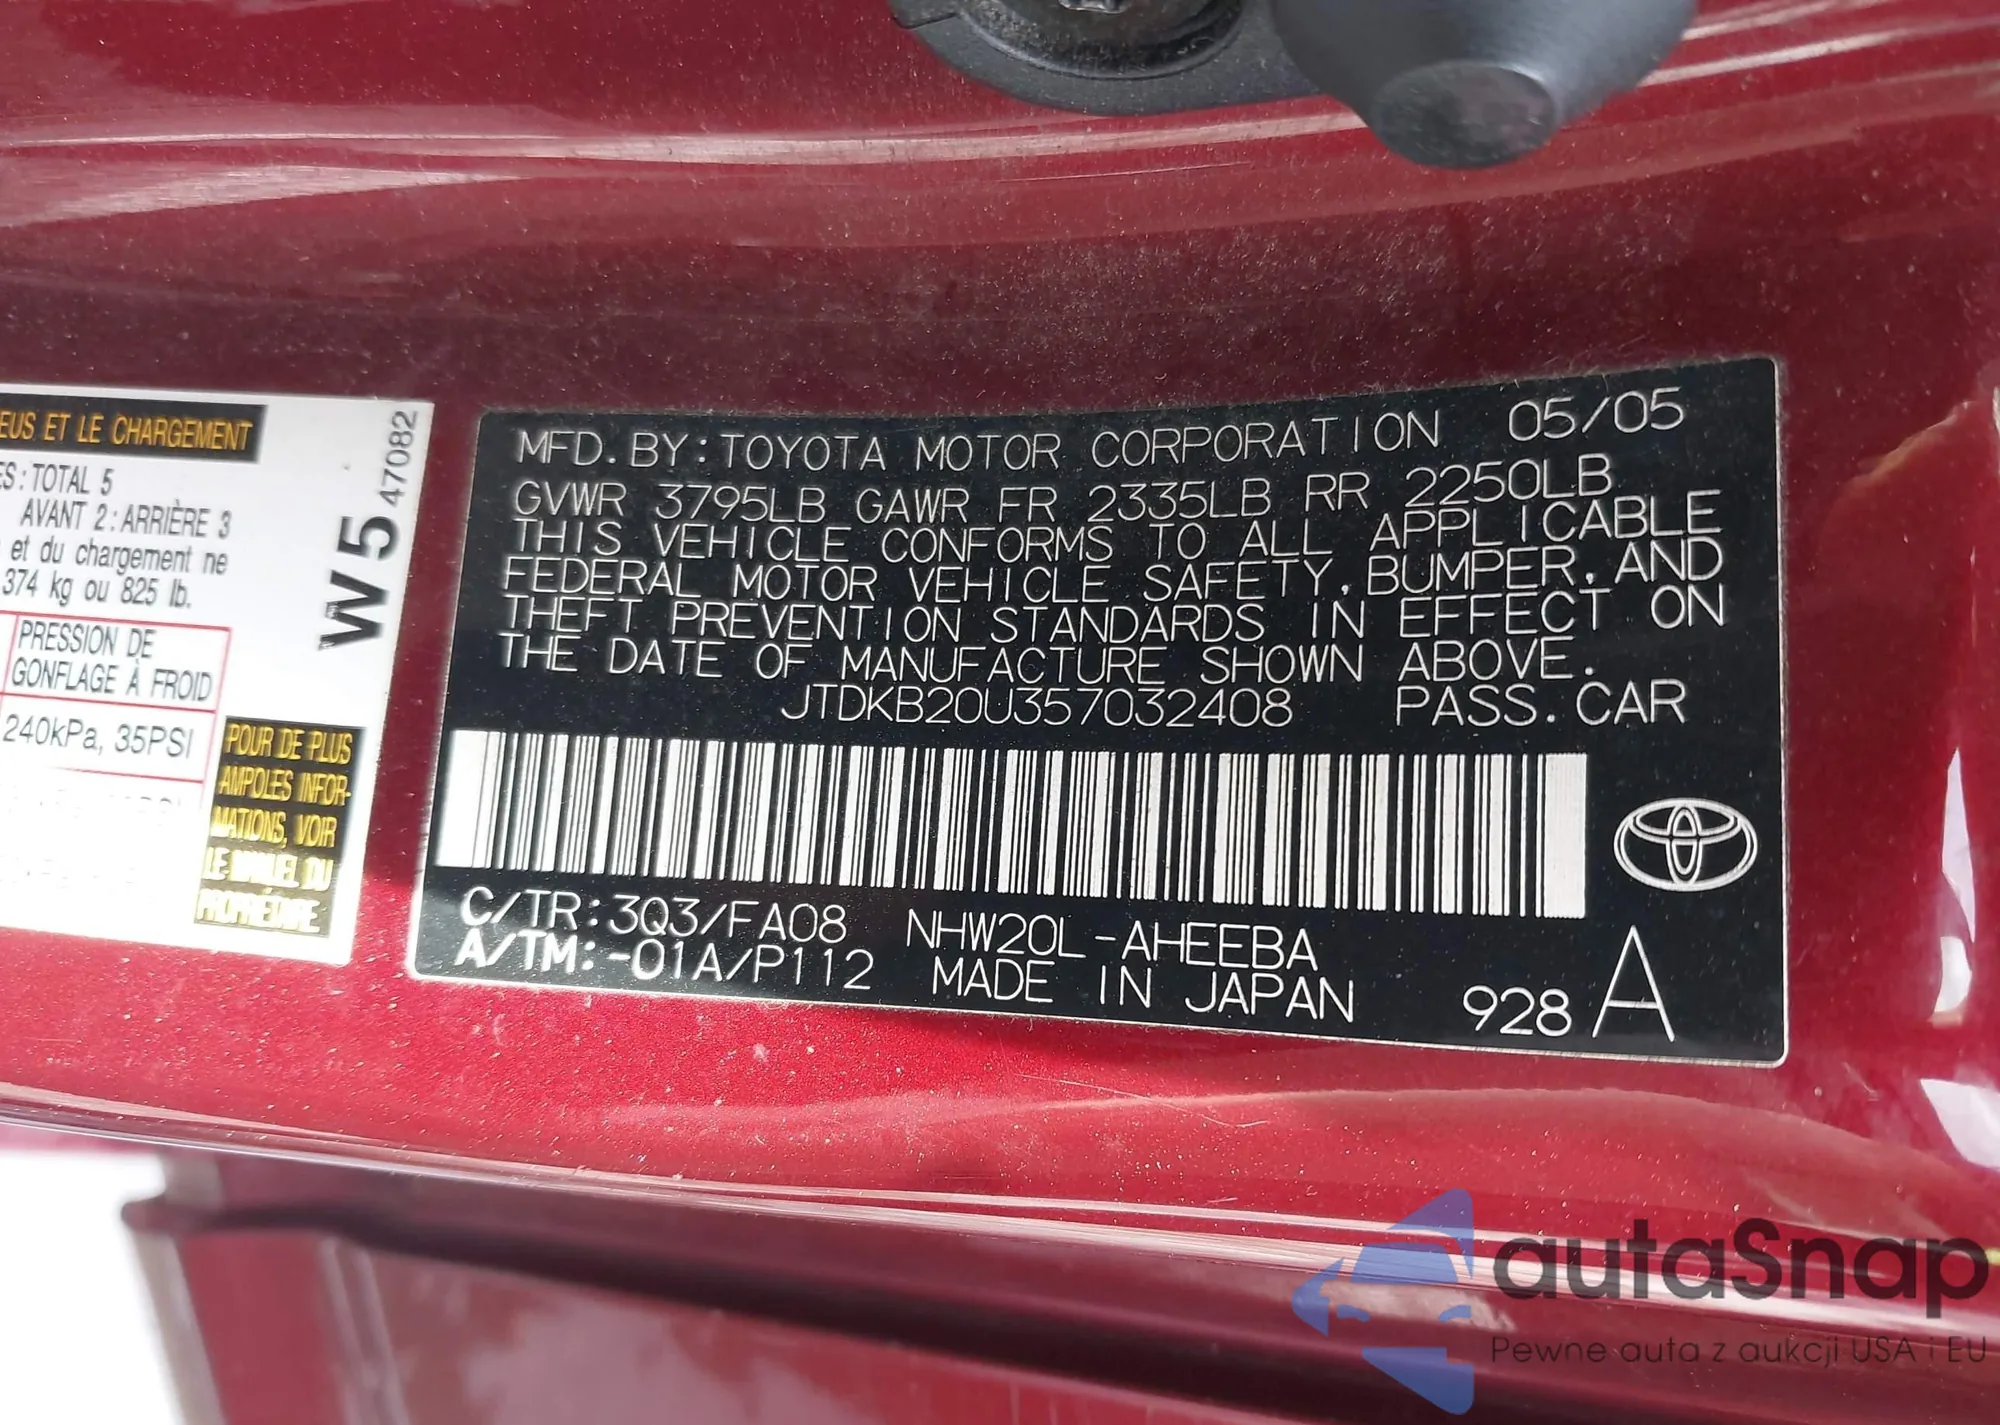 EUS ET LE CHARGEMENT
ES: TOTAL 5
AVANT 2: ARRIÈRE 3
et du chargement ne
374 kg ou 825 lb.
PRESSION DE
GONFLAGE À FROID
240kPa, 35PSI
W5 47082
POUR DE PLUS
AMPOLES INFOR-
MATIONS, VOIR
LE MANUEL DU
PROPRIÉTAIRE
MFD. BY: TOYOTA MOTOR CORPORATION 05/05
GVWR 3795LB GAWR FR 2335LB RR 2250LB
THIS VEHICLE CONFORMS TO ALL APPLICABLE
FEDERAL MOTOR VEHICLE SAFETY, BUMPER, AND
THEFT PREVENTION STANDARDS IN EFFECT ON
THE DATE OF MANUFACTURE SHOWN ABOVE.
JTDKB20U357032408 PASS. CAR
C/TR: 3Q3/FA08 NHW20L-AHEEBA
A/TM: -01A/P112 MADE IN JAPAN 928 A
autaSnap
Pewne auta z aukcji USA i EU